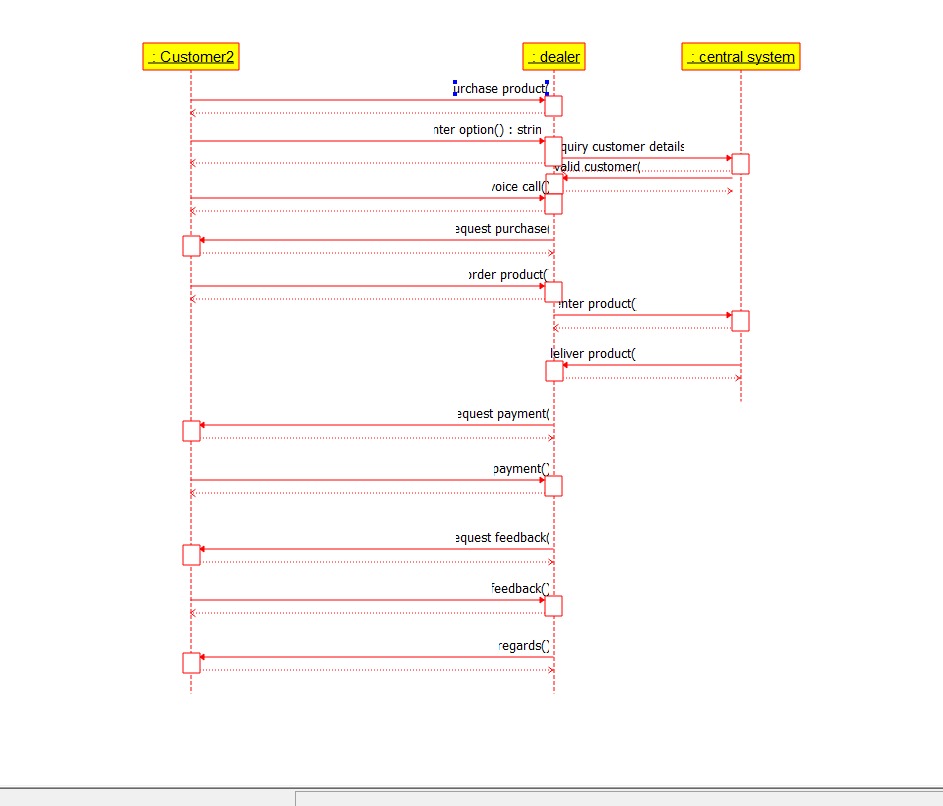 : Customer2
: dealer
: central system
urchase product(
nter option() : strin
quiry customer details
valid customer(
voice call()
equest purchase(
order product(
nter product(
leliver product(
equest payment(
payment()
equest feedback(
feedback()
regards()